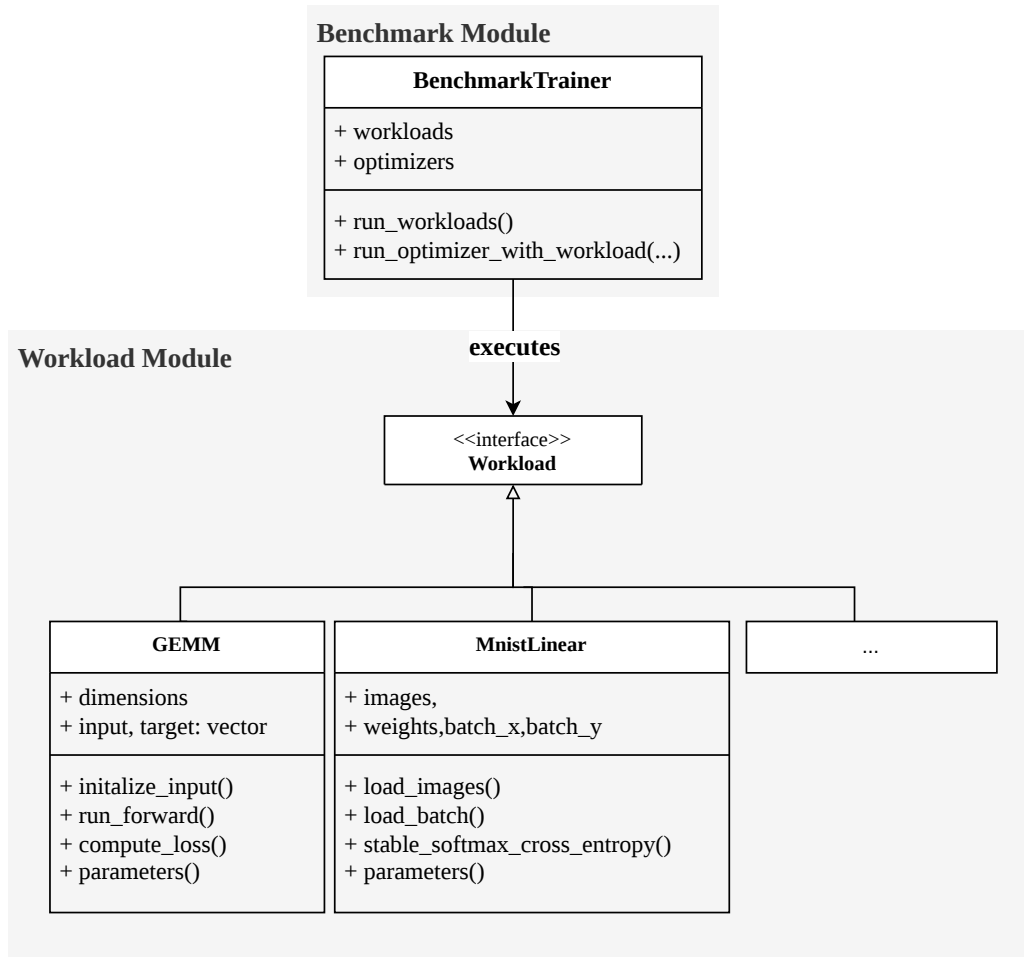 Benchmark Module
BenchmarkTrainer
+ workloads
+ optimizers
+ run_workloads()
+ run_optimizer_with_workload(...)
executes
Workload Module
<<interface>>
Workload
GEMM
+ dimensions
+ input, target: vector
+ initalize_input()
+ run_forward()
+ compute_loss()
+ parameters()
MnistLinear
+ images,
+ weights,batch_x,batch_y
+ load_images()
+ load_batch()
+ stable_softmax_cross_entropy()
+ parameters()
...